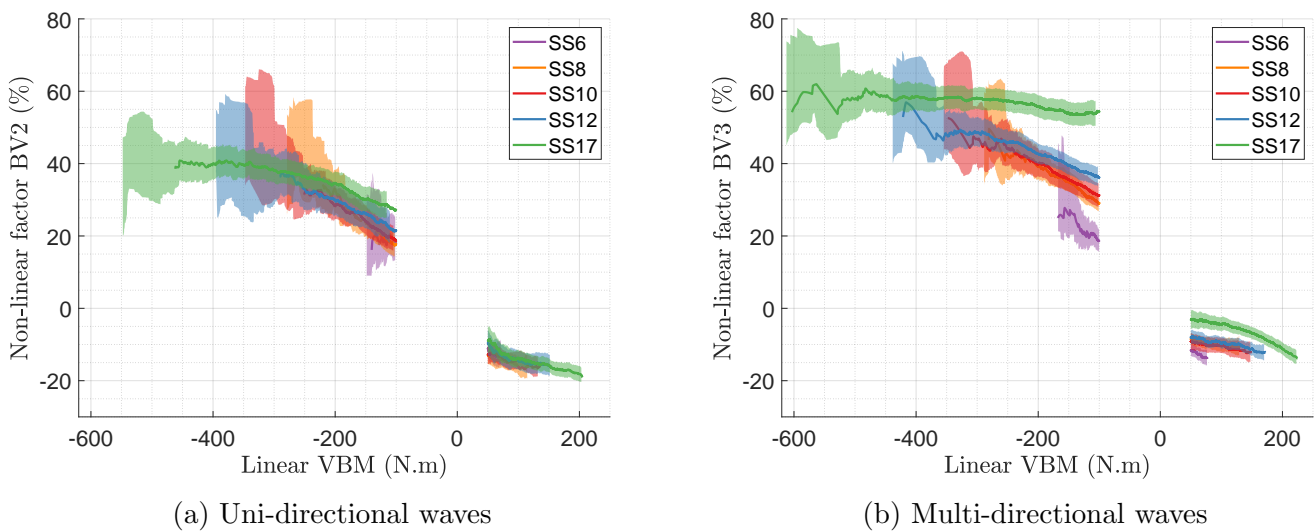 80
60
40
20
0
-20
Non-linear factor BV2 (%)
SS6
SS8
SS10
SS12
SS17
-600 -400 -200 0 200
Linear VBM (N.m)
(a) Uni-directional waves
80
60
40
20
0
-20
Non-linear factor BV3 (%)
SS6
SS8
SS10
SS12
SS17
-600 -400 -200 0 200
Linear VBM (N.m)
(b) Multi-directional waves